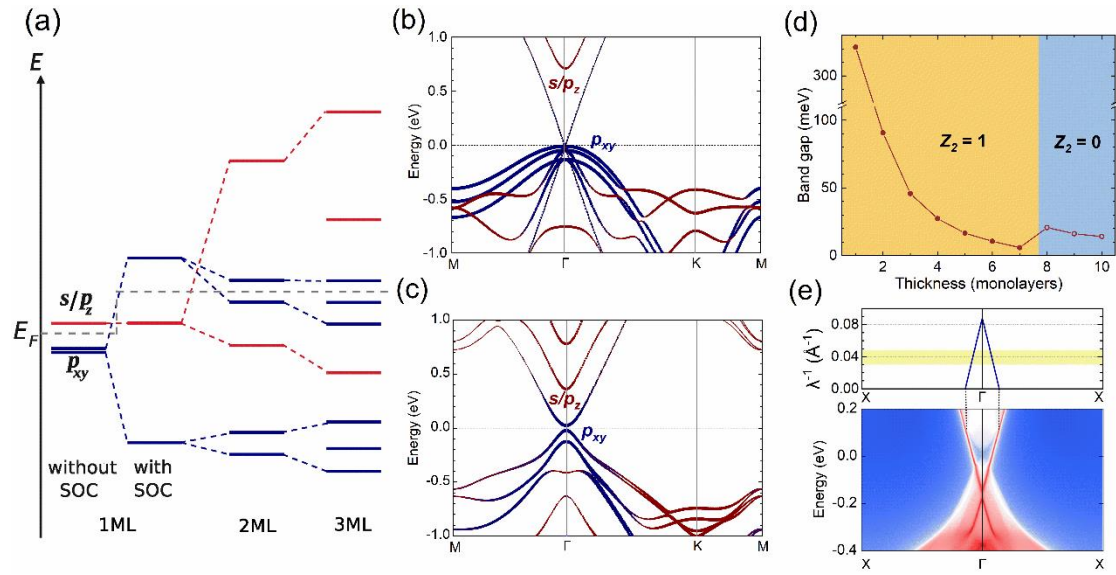 (a)
E
E_F
s/p_z
p_xy
without
SOC
with
SOC
1ML
2ML
3ML
(b)
Energy (eV)
1.0
0.5
0.0
-0.5
-1.0
s/p_z
p_xy
M Γ K M
(c)
Energy (eV)
1.0
0.5
0.0
-0.5
-1.0
s/p_z
p_xy
M Γ K M
(d)
Band gap (meV)
300
100
50
0
Z_2 = 1
Z_2 = 0
2 4 6 8 10
Thickness (monolayers)
(e)
λ⁻¹ (Å⁻¹)
0.08
0.04
0.00
X Γ X
Energy (eV)
0.2
0.0
-0.2
-0.4
X Γ X